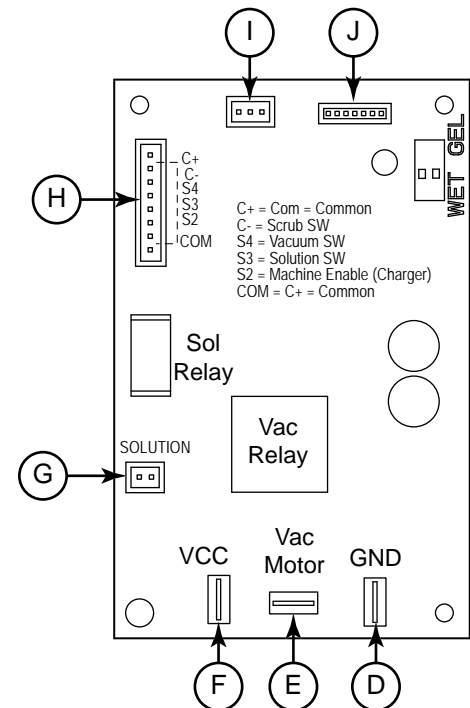 I
J
WET GEL
H
C+
C-
S4
S3
S2
COM
C+ = Com = Common
C- = Scrub SW
S4 = Vacuum SW
S3 = Solution SW
S2 = Machine Enable (Charger)
COM = C+ = Common
Sol
Relay
Vac
Relay
SOLUTION
G
VCC
Vac
Motor
GND
F
E
D